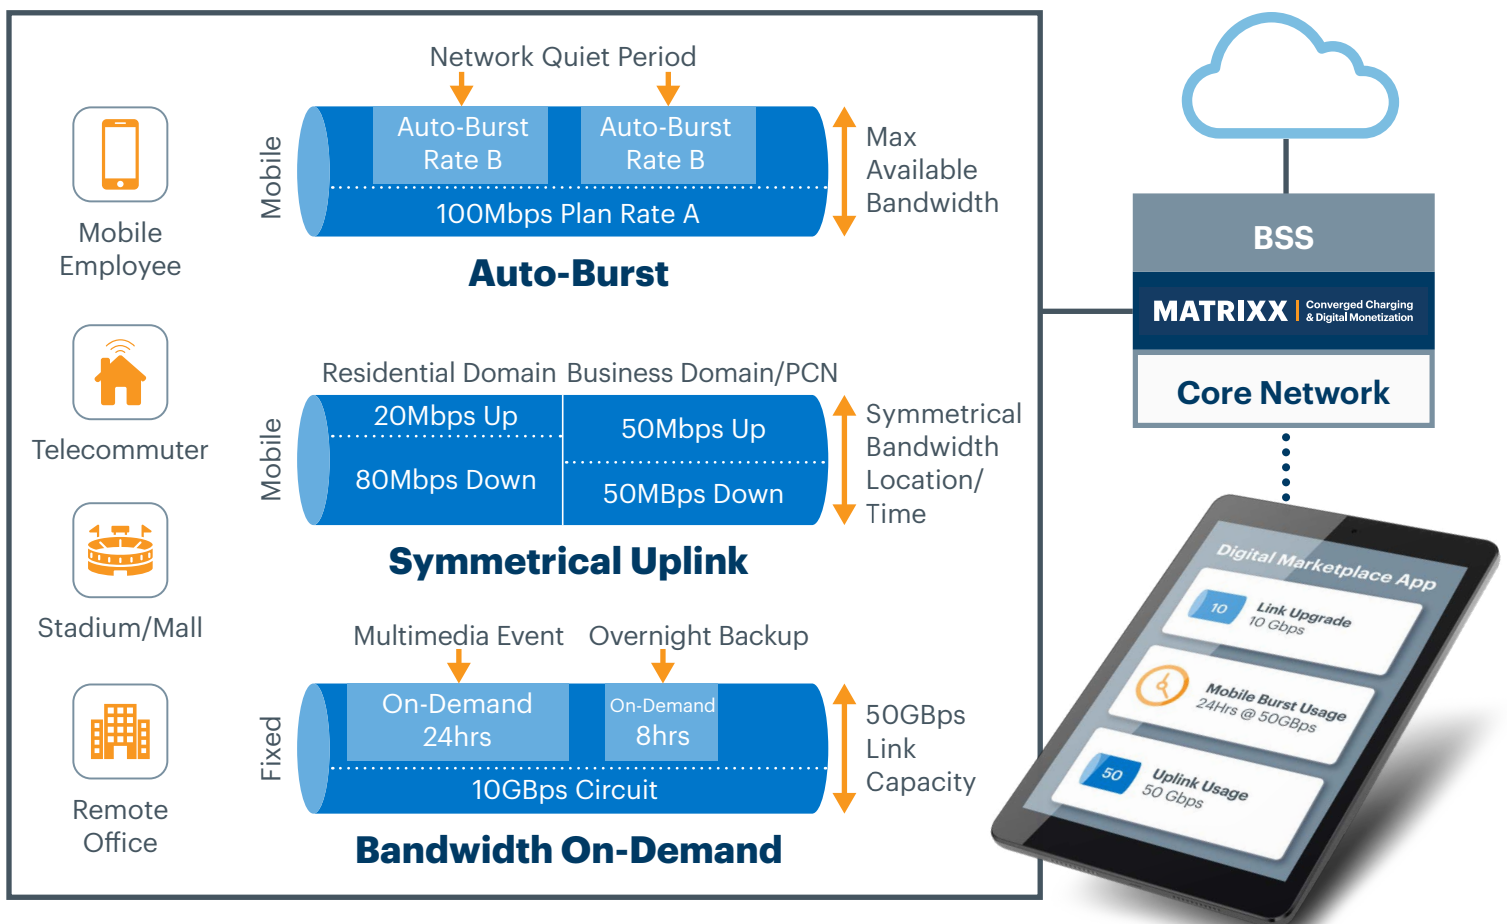 Network Quiet Period
Mobile
Auto-Burst
Rate B
Auto-Burst
Rate B
100Mbps Plan Rate A
Max
Available
Bandwidth
Auto-Burst
Mobile
Employee
Telecommuter
Stadium/Mall
Remote
Office
Residential Domain
Business Domain/PCN
Mobile
20Mbps Up
80Mbps Down
50Mbps Up
50MBps Down
Symmetrical
Bandwidth
Location/
Time
Symmetrical Uplink
Multimedia Event
Overnight Backup
Fixed
On-Demand
24hrs
On-Demand
8hrs
10GBps Circuit
50GBps
Link
Capacity
Bandwidth On-Demand
BSS
MATRIXX
Converged Charging
& Digital Monetization
Core Network
Digital Marketplace App
10
Link Upgrade
10 Gbps
Mobile Burst Usage
24Hrs @ 50GBps
50
Uplink Usage
50 Gbps